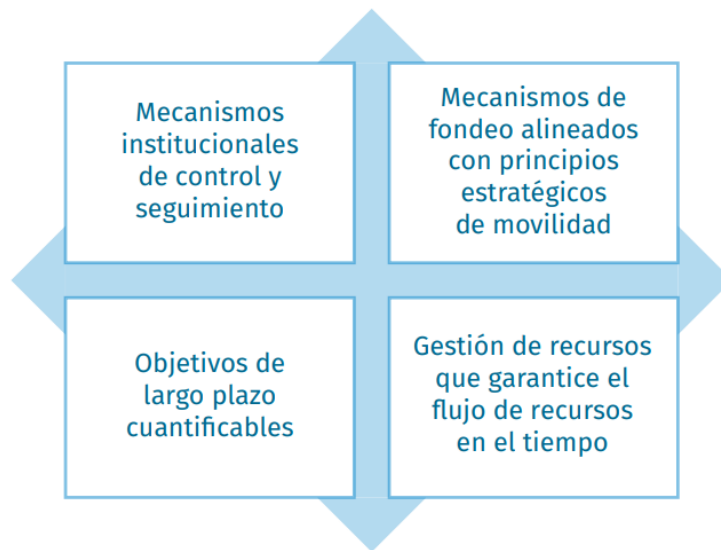 Mecanismos
institucionales
de control y
seguimiento
Mecanismos de
fondeo alineados
con principios
estratégicos
de movilidad
Objetivos de
largo plazo
cuantificables
Gestión de recursos
que garantice el
flujo de recursos
en el tiempo